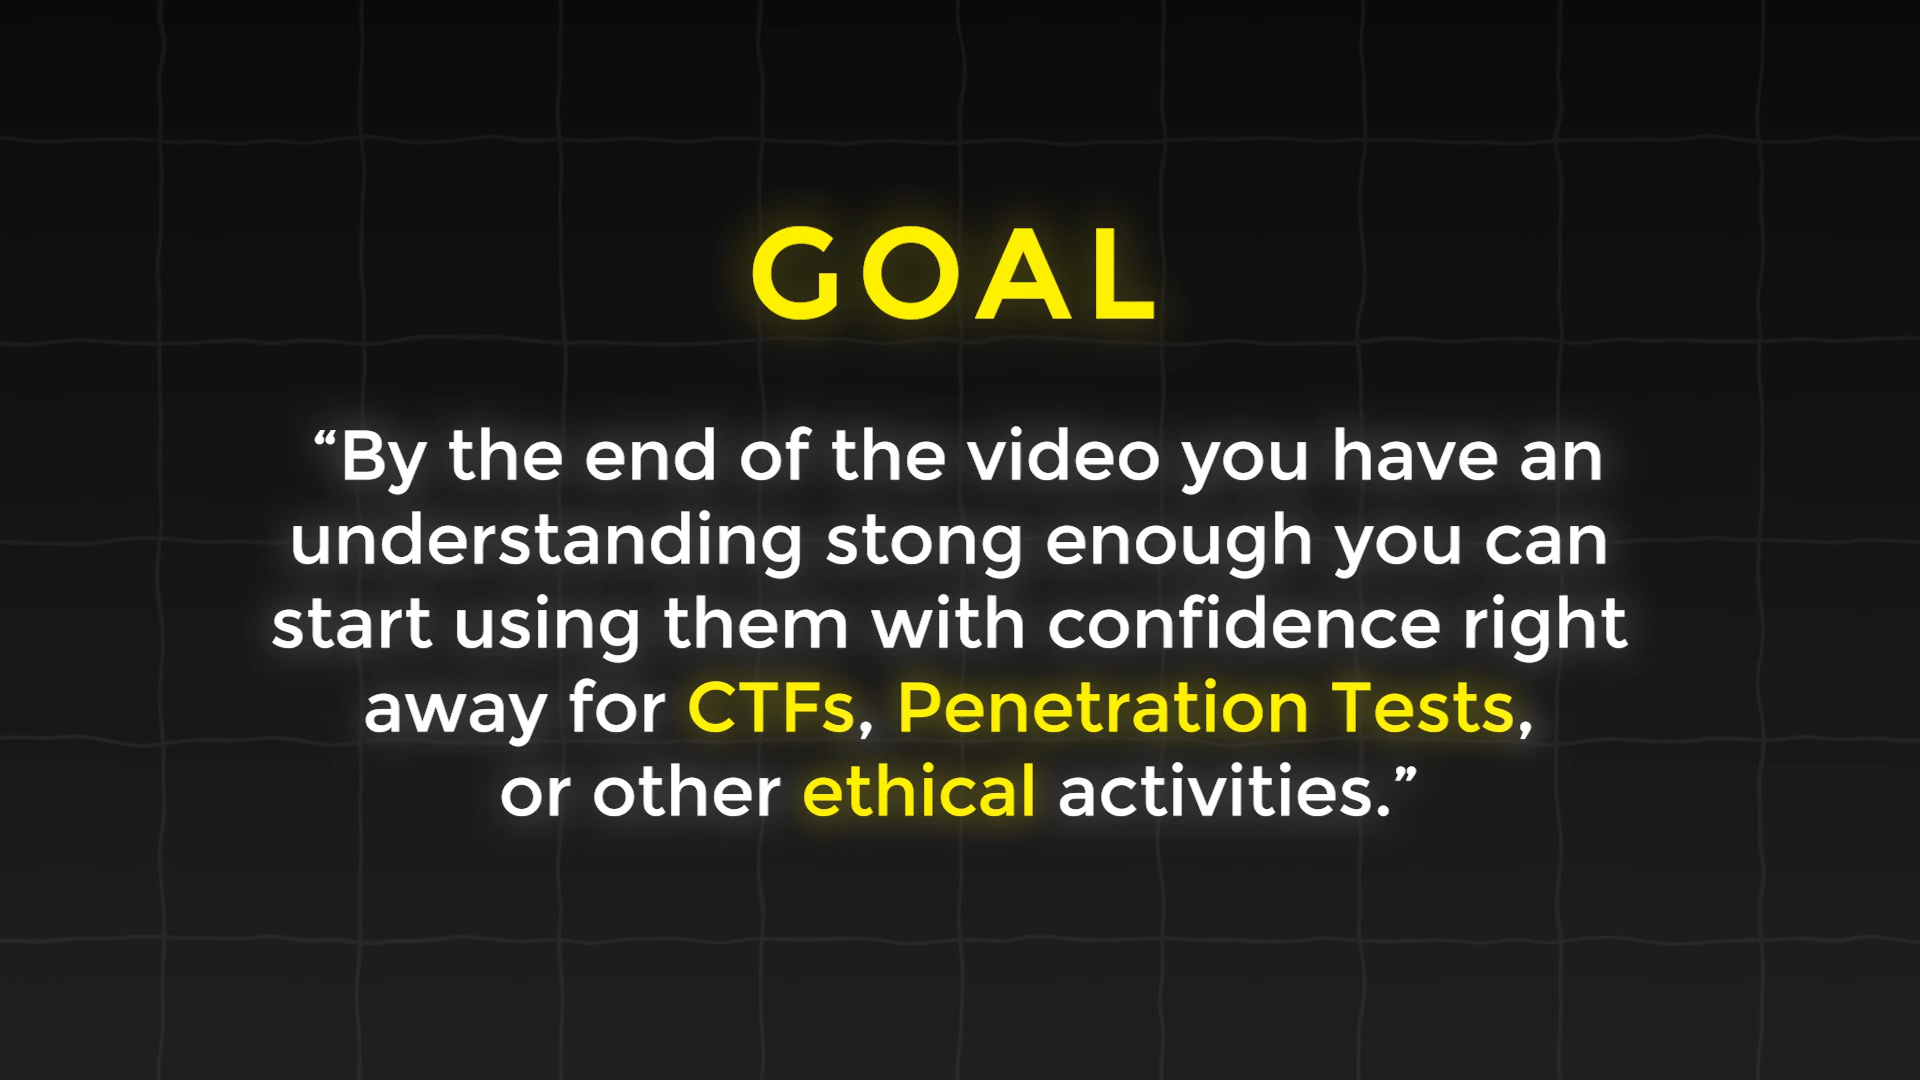 GOAL
“By the end of the video you have an
understanding stong enough you can
start using them with confidence right
away for CTFs, Penetration Tests,
or other ethical activities.”